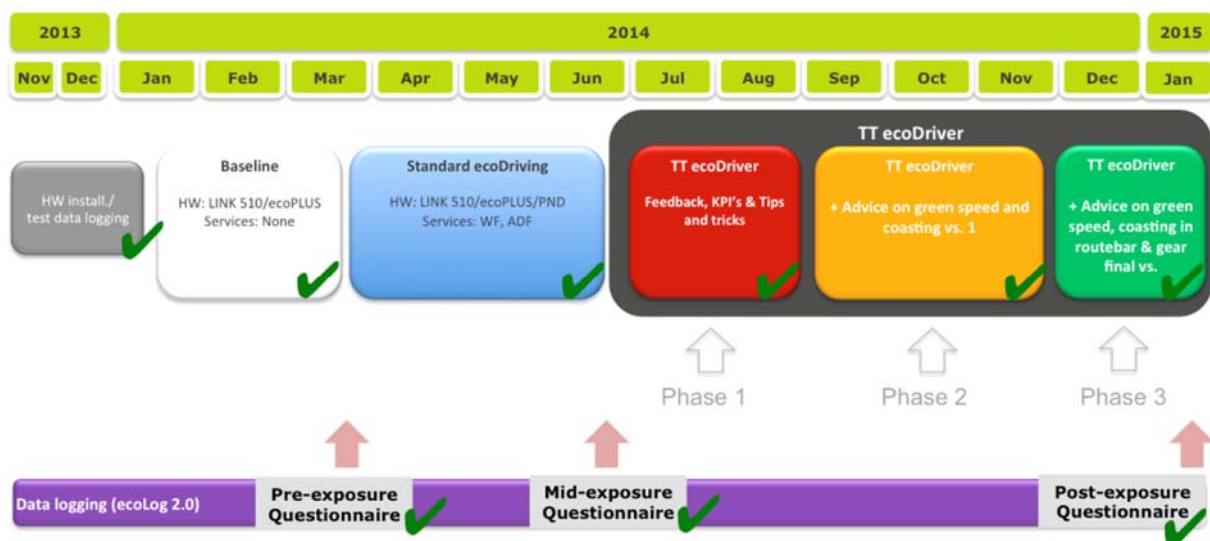 2013
2014
2015
Nov
Dec
Jan
Feb
Mar
Apr
May
Jun
Jul
Aug
Sep
Oct
Nov
Dec
Jan
TT ecoDriver
HW install./
test data logging
Baseline
HW: LINK 510/ecoPLUS
Services: None
Standard ecoDriving
HW: LINK 510/ecoPLUS/PND
Services: WF, ADF
TT ecoDriver
Feedback, KPI's & Tips
and tricks
TT ecoDriver
+ Advice on green speed and
coasting vs. 1
TT ecoDriver
+ Advice on green
speed, coasting in
routebar & gear
final vs.
Phase 1
Phase 2
Phase 3
Data logging (ecoLog 2.0)
Pre-exposure
Questionnaire
Mid-exposure
Questionnaire
Post-exposure
Questionnaire